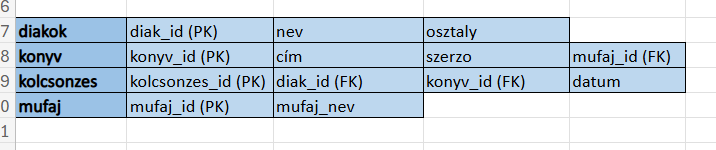 6
7 diakok diak_id (PK) nev osztaly
8 konyv konyv_id (PK) cím szerzo mufaj_id (FK)
9 kolcsonzes kolcsonzes_id (PK) diak_id (FK) konyv_id (FK) datum
0 mufaj mufaj_id (PK) mufaj_nev
1